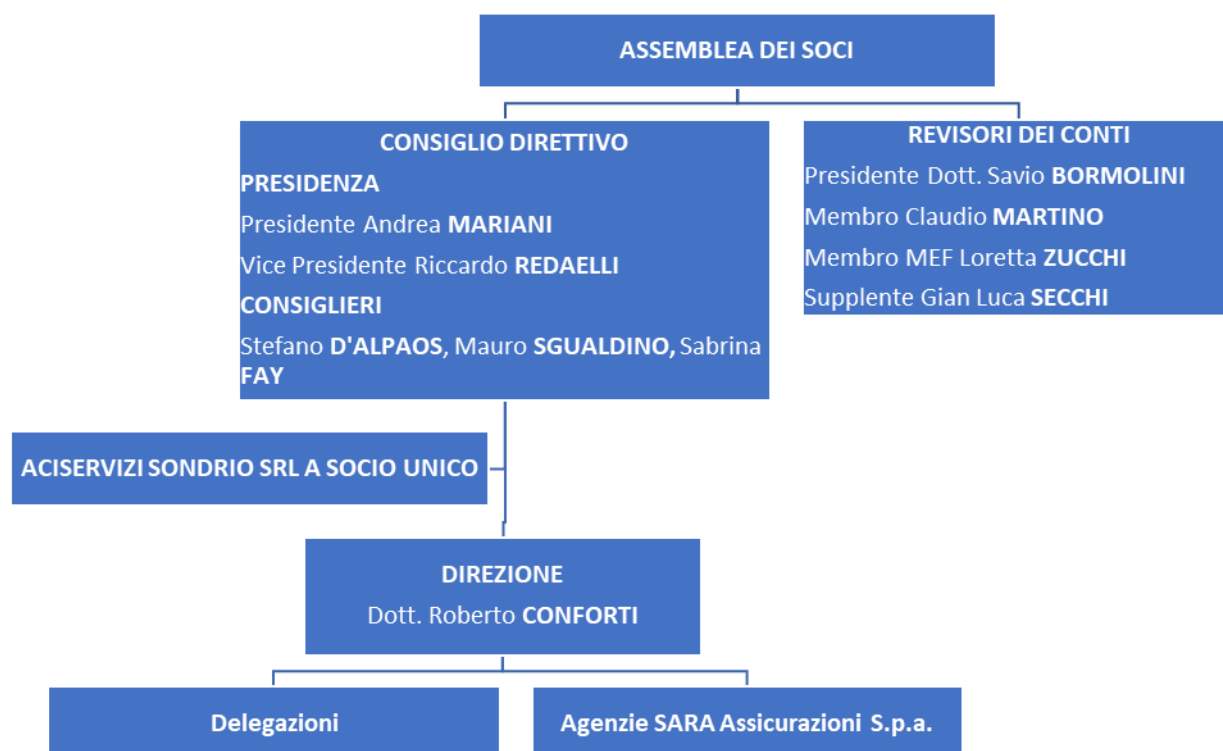 ASSEMBLEA DEI SOCI
CONSIGLIO DIRETTIVO
PRESIDENZA
Presidente Andrea MARIANI
Vice Presidente Riccardo REDAELLI
CONSIGLIERI
Stefano D'ALPAOS, Mauro SGUALDINO, Sabrina
FAY
REVISORI DEI CONTI
Presidente Dott. Savio BORMOLINI
Membro Claudio MARTINO
Membro MEF Loretta ZUCCHI
Supplente Gian Luca SECCHI
ACISERVIZI SONDRIO SRL A SOCIO UNICO
DIREZIONE
Dott. Roberto CONFORTI
Delegazioni
Agenzie SARA Assicurazioni S.p.a.